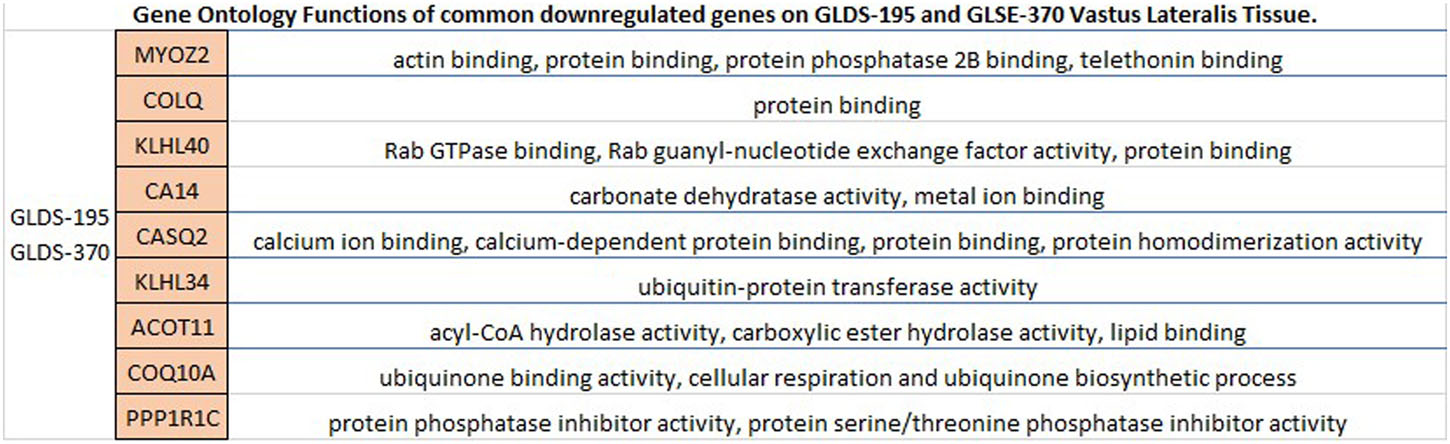 Gene Ontology Functions of common downregulated genes on GLDS-195 and GLSE-370 Vastus Lateralis Tissue.
GLDS-195
GLDS-370
MYOZ2 actin binding, protein binding, protein phosphatase 2B binding, telethonin binding
COLQ protein binding
KLHL40 Rab GTPase binding, Rab guanyl-nucleotide exchange factor activity, protein binding
CA14 carbonate dehydratase activity, metal ion binding
CASQ2 calcium ion binding, calcium-dependent protein binding, protein binding, protein homodimerization activity
KLHL34 ubiquitin-protein transferase activity
ACOT11 acyl-CoA hydrolase activity, carboxylic ester hydrolase activity, lipid binding
COQ10A ubiquinone binding activity, cellular respiration and ubiquinone biosynthetic process
PPP1R1C protein phosphatase inhibitor activity, protein serine/threonine phosphatase inhibitor activity